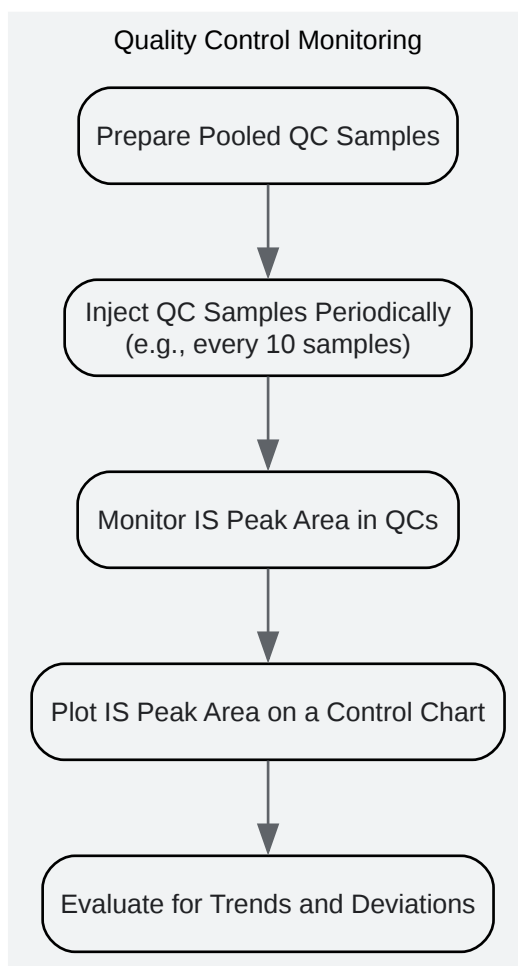 Quality Control Monitoring
Prepare Pooled QC Samples
Inject QC Samples Periodically
(e.g., every 10 samples)
Monitor IS Peak Area in QCs
Plot IS Peak Area on a Control Chart
Evaluate for Trends and Deviations